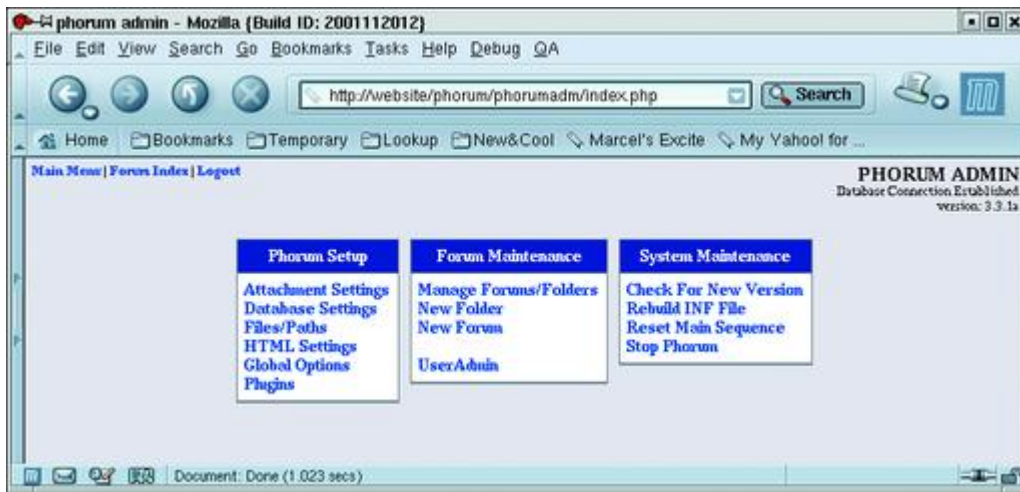 phorum admin - Mozilla {Build ID: 2001112012}
File Edit View Search Go Bookmarks Tasks Help Debug QA
http://website/phorum/phorumadm/index.php Search
Home Bookmarks Temporary Lookup New&Cool Marcel's Excite My Yahoo! for ...
Main Menu | Forum Index | Logout
PHORUM ADMIN
Database Connection Established
version: 3.3.1a
Phorum Setup
Attachment Settings
Database Settings
Files/Paths
HTML Settings
Global Options
Plugins
Forum Maintenance
Manage Forums/Folders
New Folder
New Forum
UserAdmin
System Maintenance
Check For New Version
Rebuild INF File
Reset Main Sequence
Stop Phorum
Document: Done (1.023 secs)